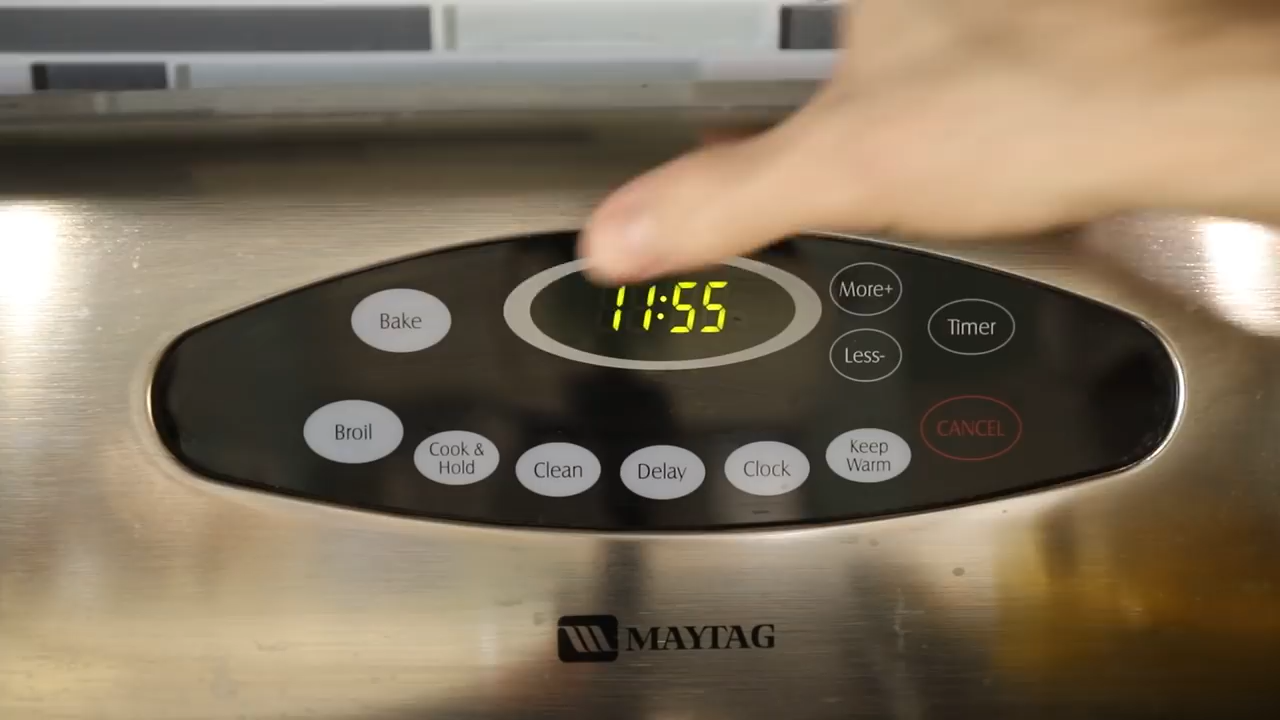 11:55
More+
Bake
Timer
Less-
Broil
CANCEL
Cook &
Hold
Clean
Delay
Clock
Keep
Warm
MAYTAG